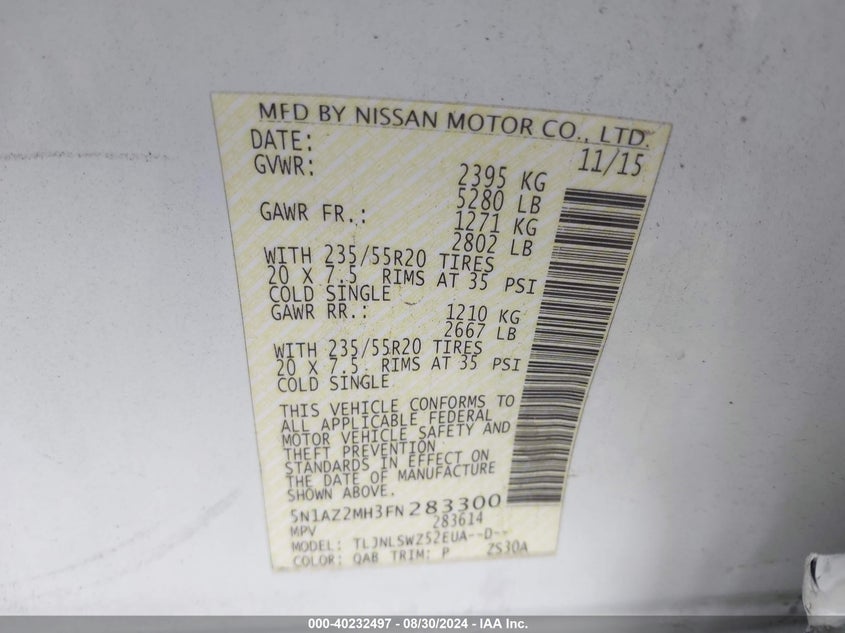 MFD BY NISSAN MOTOR CO., LTD.
DATE: 11/15
GVWR: 2395 KG
5280 LB
GAWR FR.: 1271 KG
2802 LB
WITH 235/55R20 TIRES
20 X 7.5 RIMS AT 35 PSI
COLD SINGLE
GAWR RR.: 1210 KG
2667 LB
WITH 235/55R20 TIRES
20 X 7.5 RIMS AT 35 PSI
COLD SINGLE
THIS VEHICLE CONFORMS TO
ALL APPLICABLE FEDERAL
MOTOR VEHICLE SAFETY AND
THEFT PREVENTION
STANDARDS IN EFFECT ON
THE DATE OF MANUFACTURE
SHOWN ABOVE.
5N1AZ2MH3FN283300
MPV 283614
MODEL: TLJNLSWZ52EUA--D--
COLOR: QAB TRIM: P ZS30A
000-40232497 - 08/30/2024 - IAA Inc.